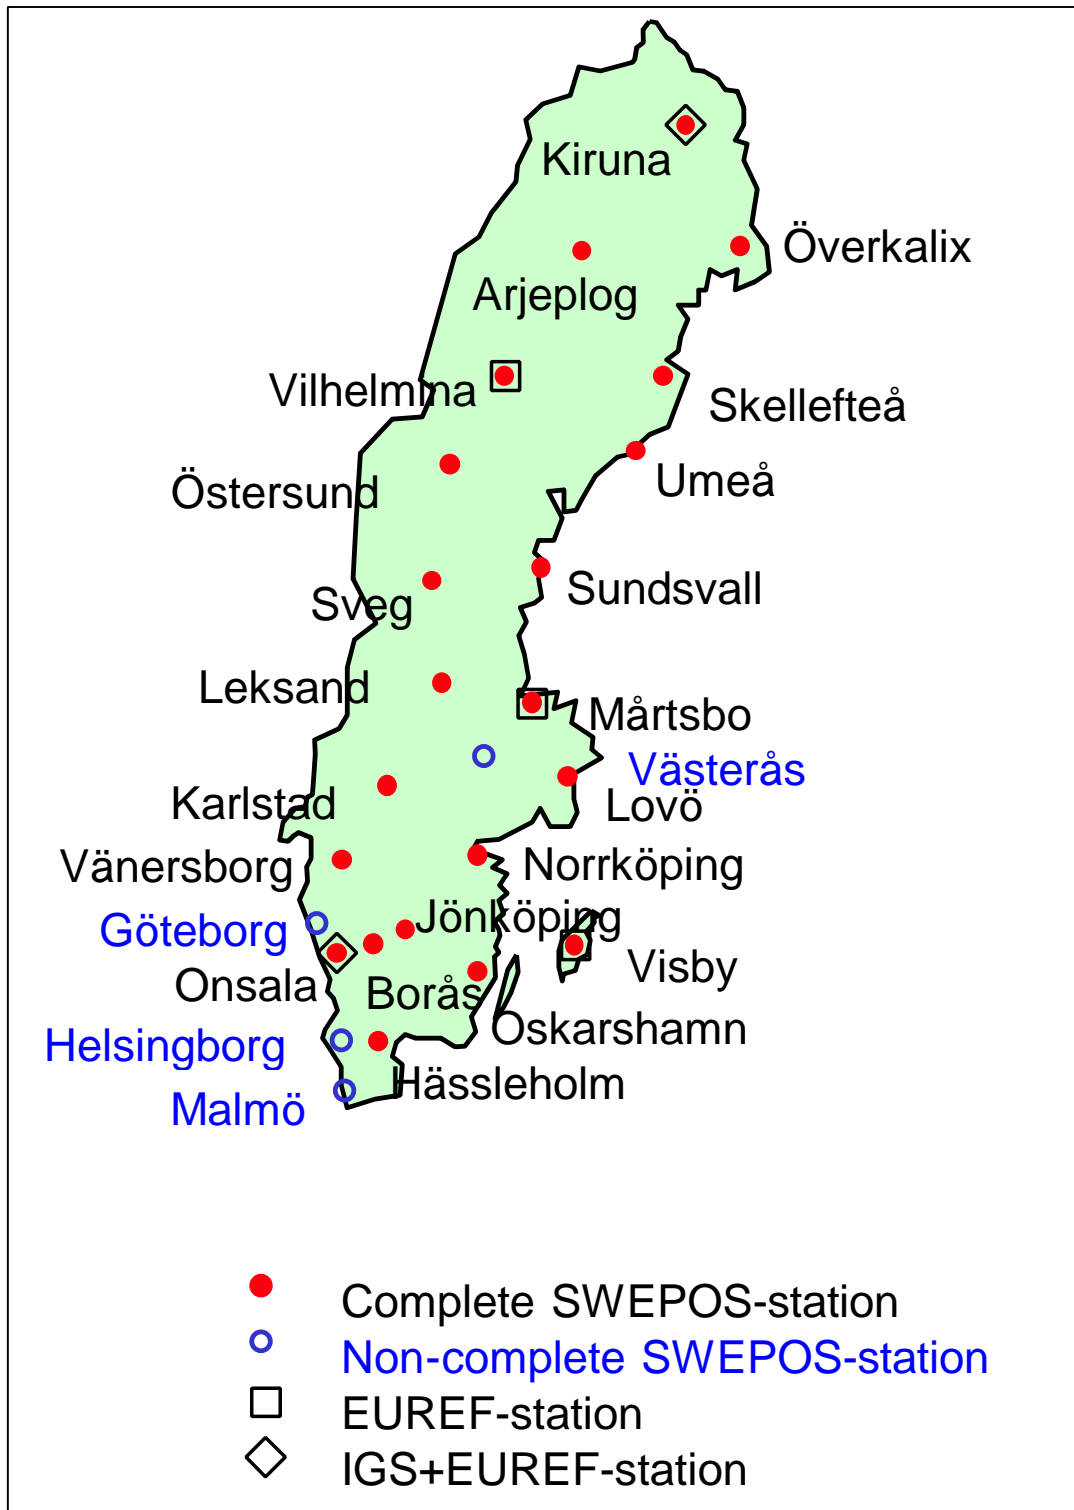 Kiruna
Överkalix
Arjeplog
Vilhelmina
Skellefteå
Umeå
Östersund
Sundsvall
Sveg
Leksand
Mårtsbo
Västerås
Karlstad
Lovö
Vänersborg
Norrköping
Göteborg
Jönköping
Visby
Onsala
Borås
Oskarshamn
Helsingborg
Hässleholm
Malmö
Complete SWEPOS-station
Non-complete SWEPOS-station
EUREF-station
IGS+EUREF-station